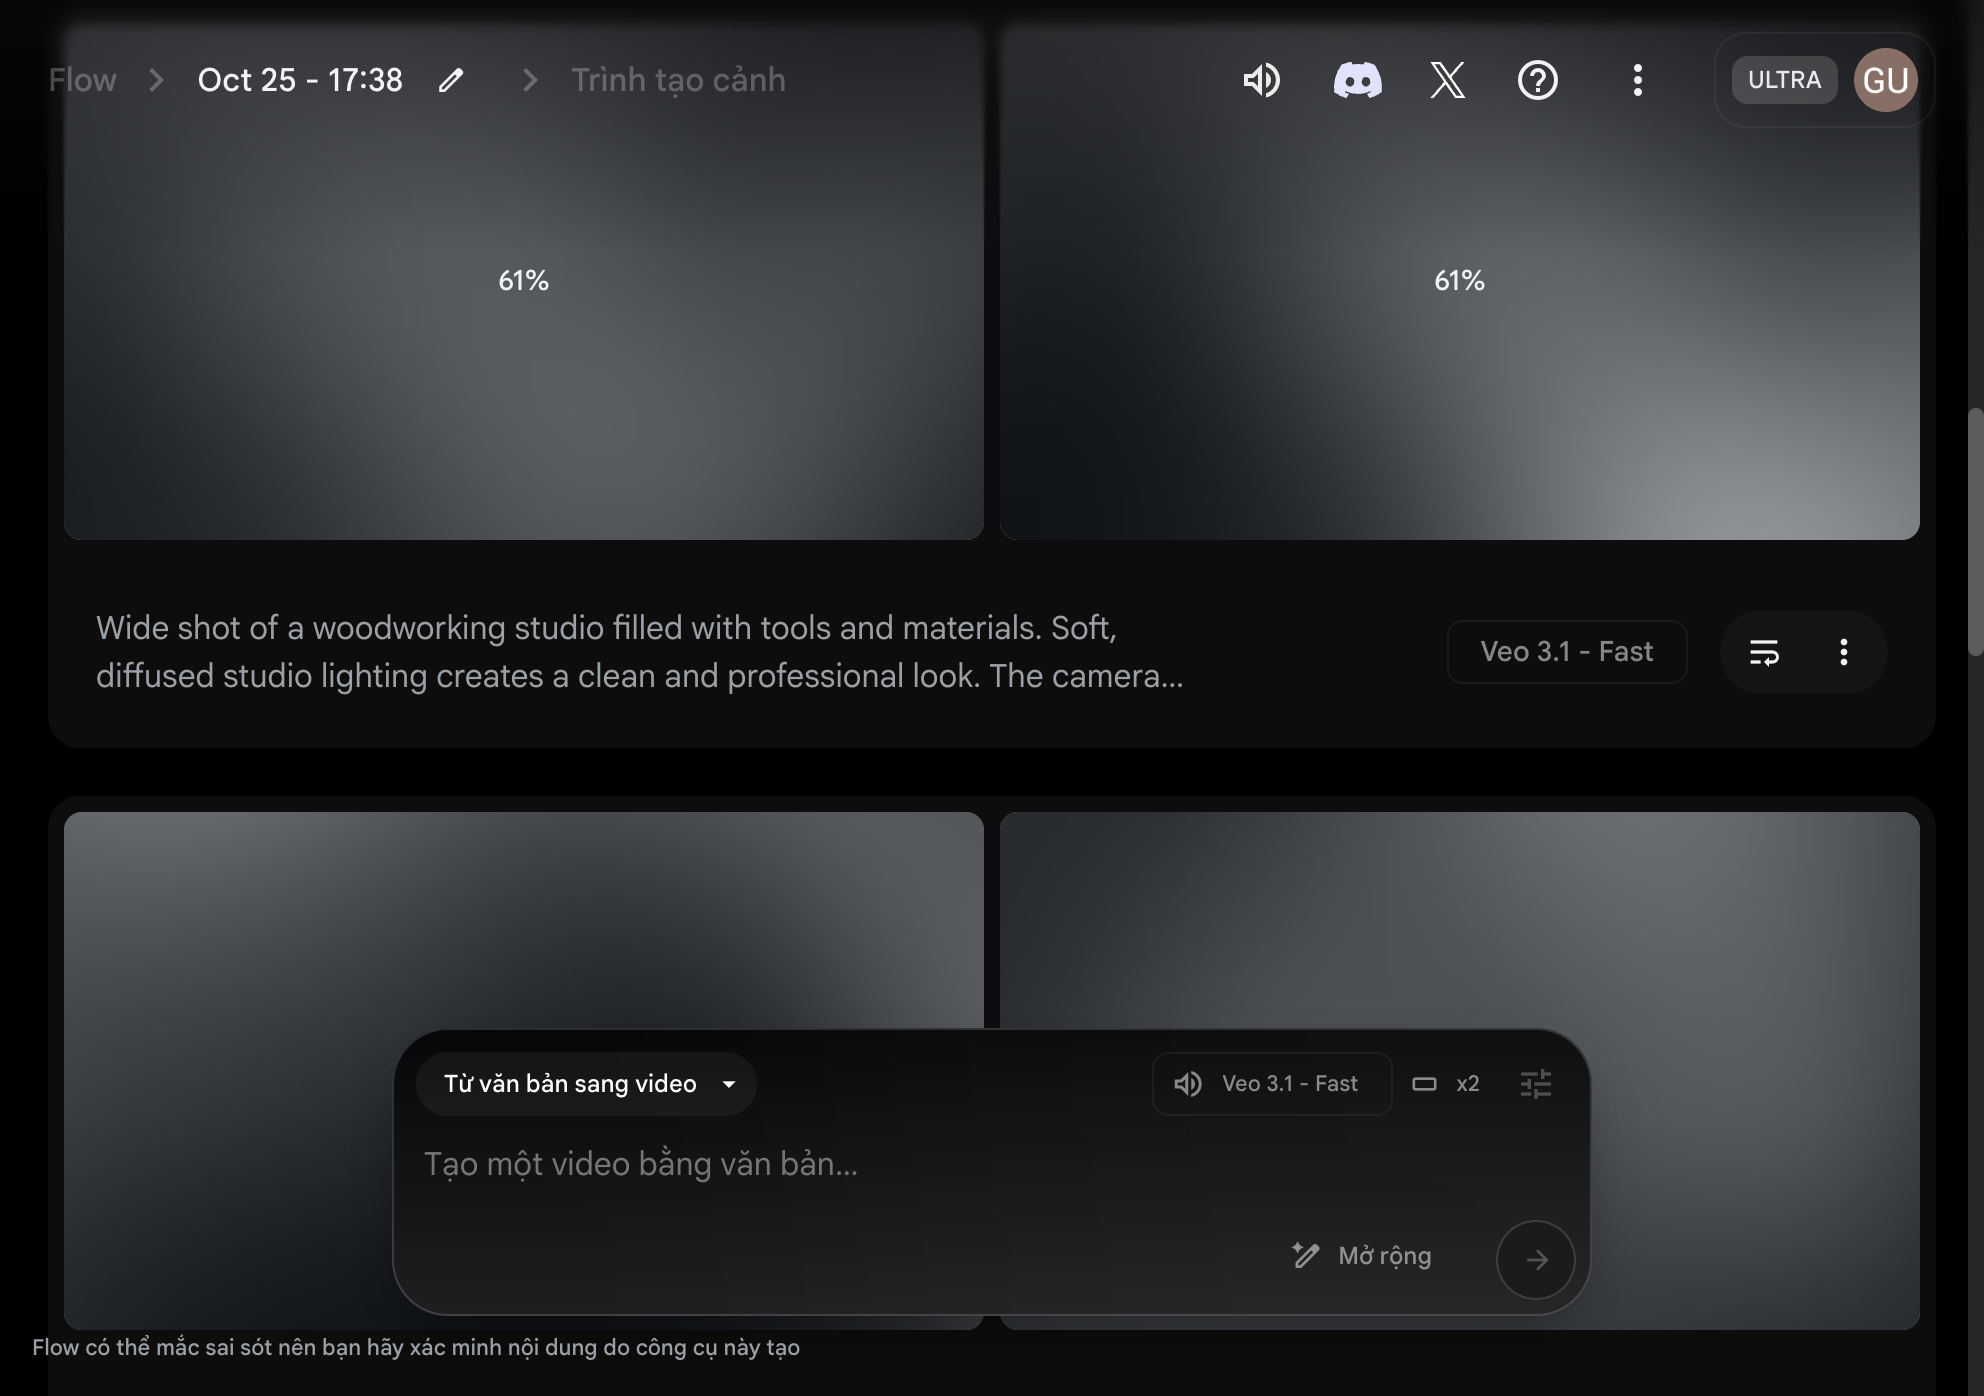 Flow
Oct 25 - 17:38
Trình tạo cảnh
ULTRA
GU
61%
61%
Wide shot of a woodworking studio filled with tools and materials. Soft,
diffused studio lighting creates a clean and professional look. The camera...
Veo 3.1 - Fast
Từ văn bản sang video
Veo 3.1 - Fast
x2
Tạo một video bằng văn bản...
Mở rộng
Flow có thể mắc sai sót nên bạn hãy xác minh nội dung do công cụ này tạo